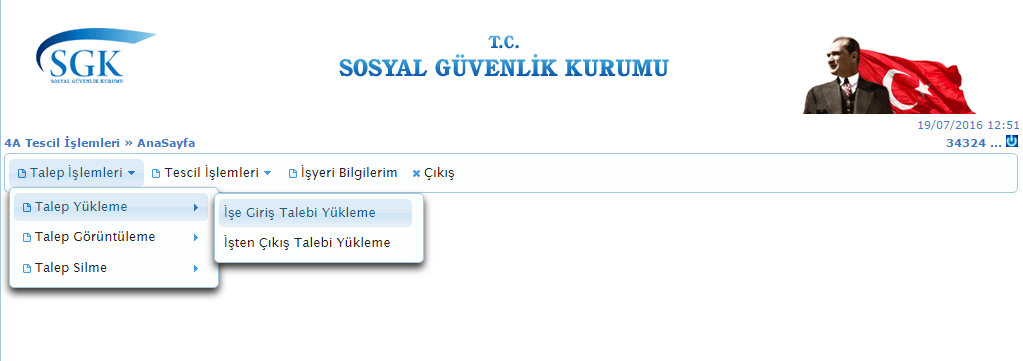 SGK
SOSYAL GÜVENLİK KURUMU
T.C.
SOSYAL GÜVENLİK KURUMU
19/07/2016 12:51
4A Tescil İşlemleri » AnaSayfa
34324 ...
Talep İşlemleri
Tescil İşlemleri
İşyeri Bilgilerim
Çıkış
Talep Yükleme
Talep Görüntüleme
Talep Silme
İşe Giriş Talebi Yükleme
İşten Çıkış Talebi Yükleme